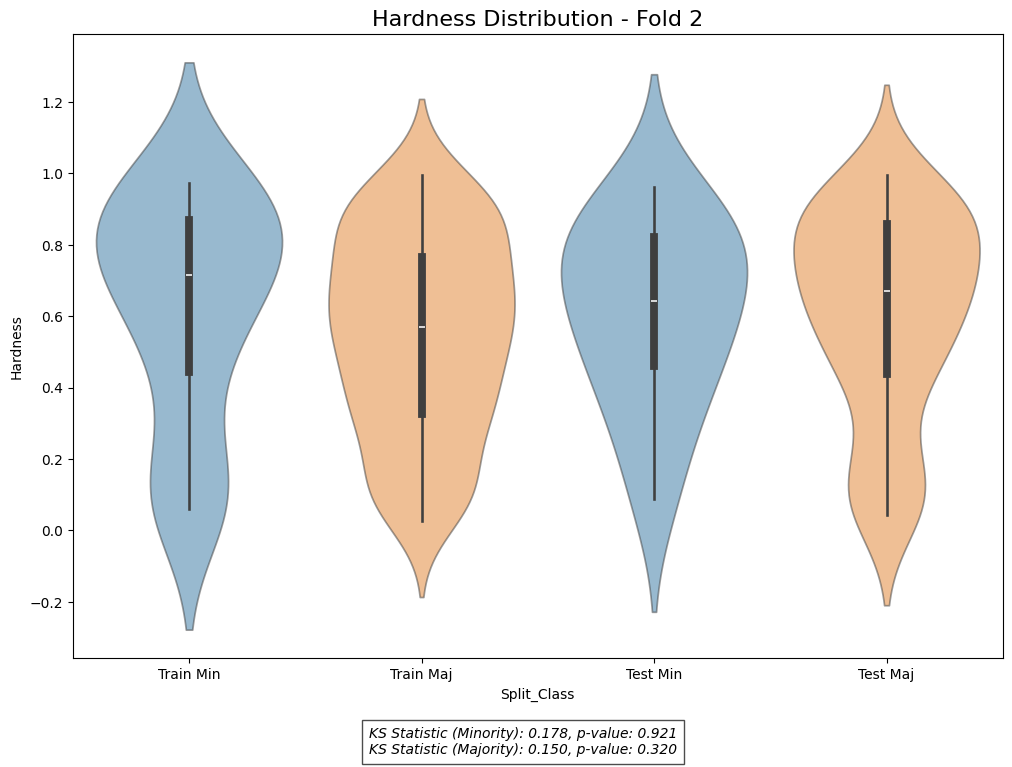 Hardness Distribution - Fold 2
Hardness
1.2
1.0
0.8
0.6
0.4
0.2
0.0
−0.2
Train Min
Train Maj
Test Min
Test Maj
Split_Class
KS Statistic (Minority): 0.178, p-value: 0.921
KS Statistic (Majority): 0.150, p-value: 0.320